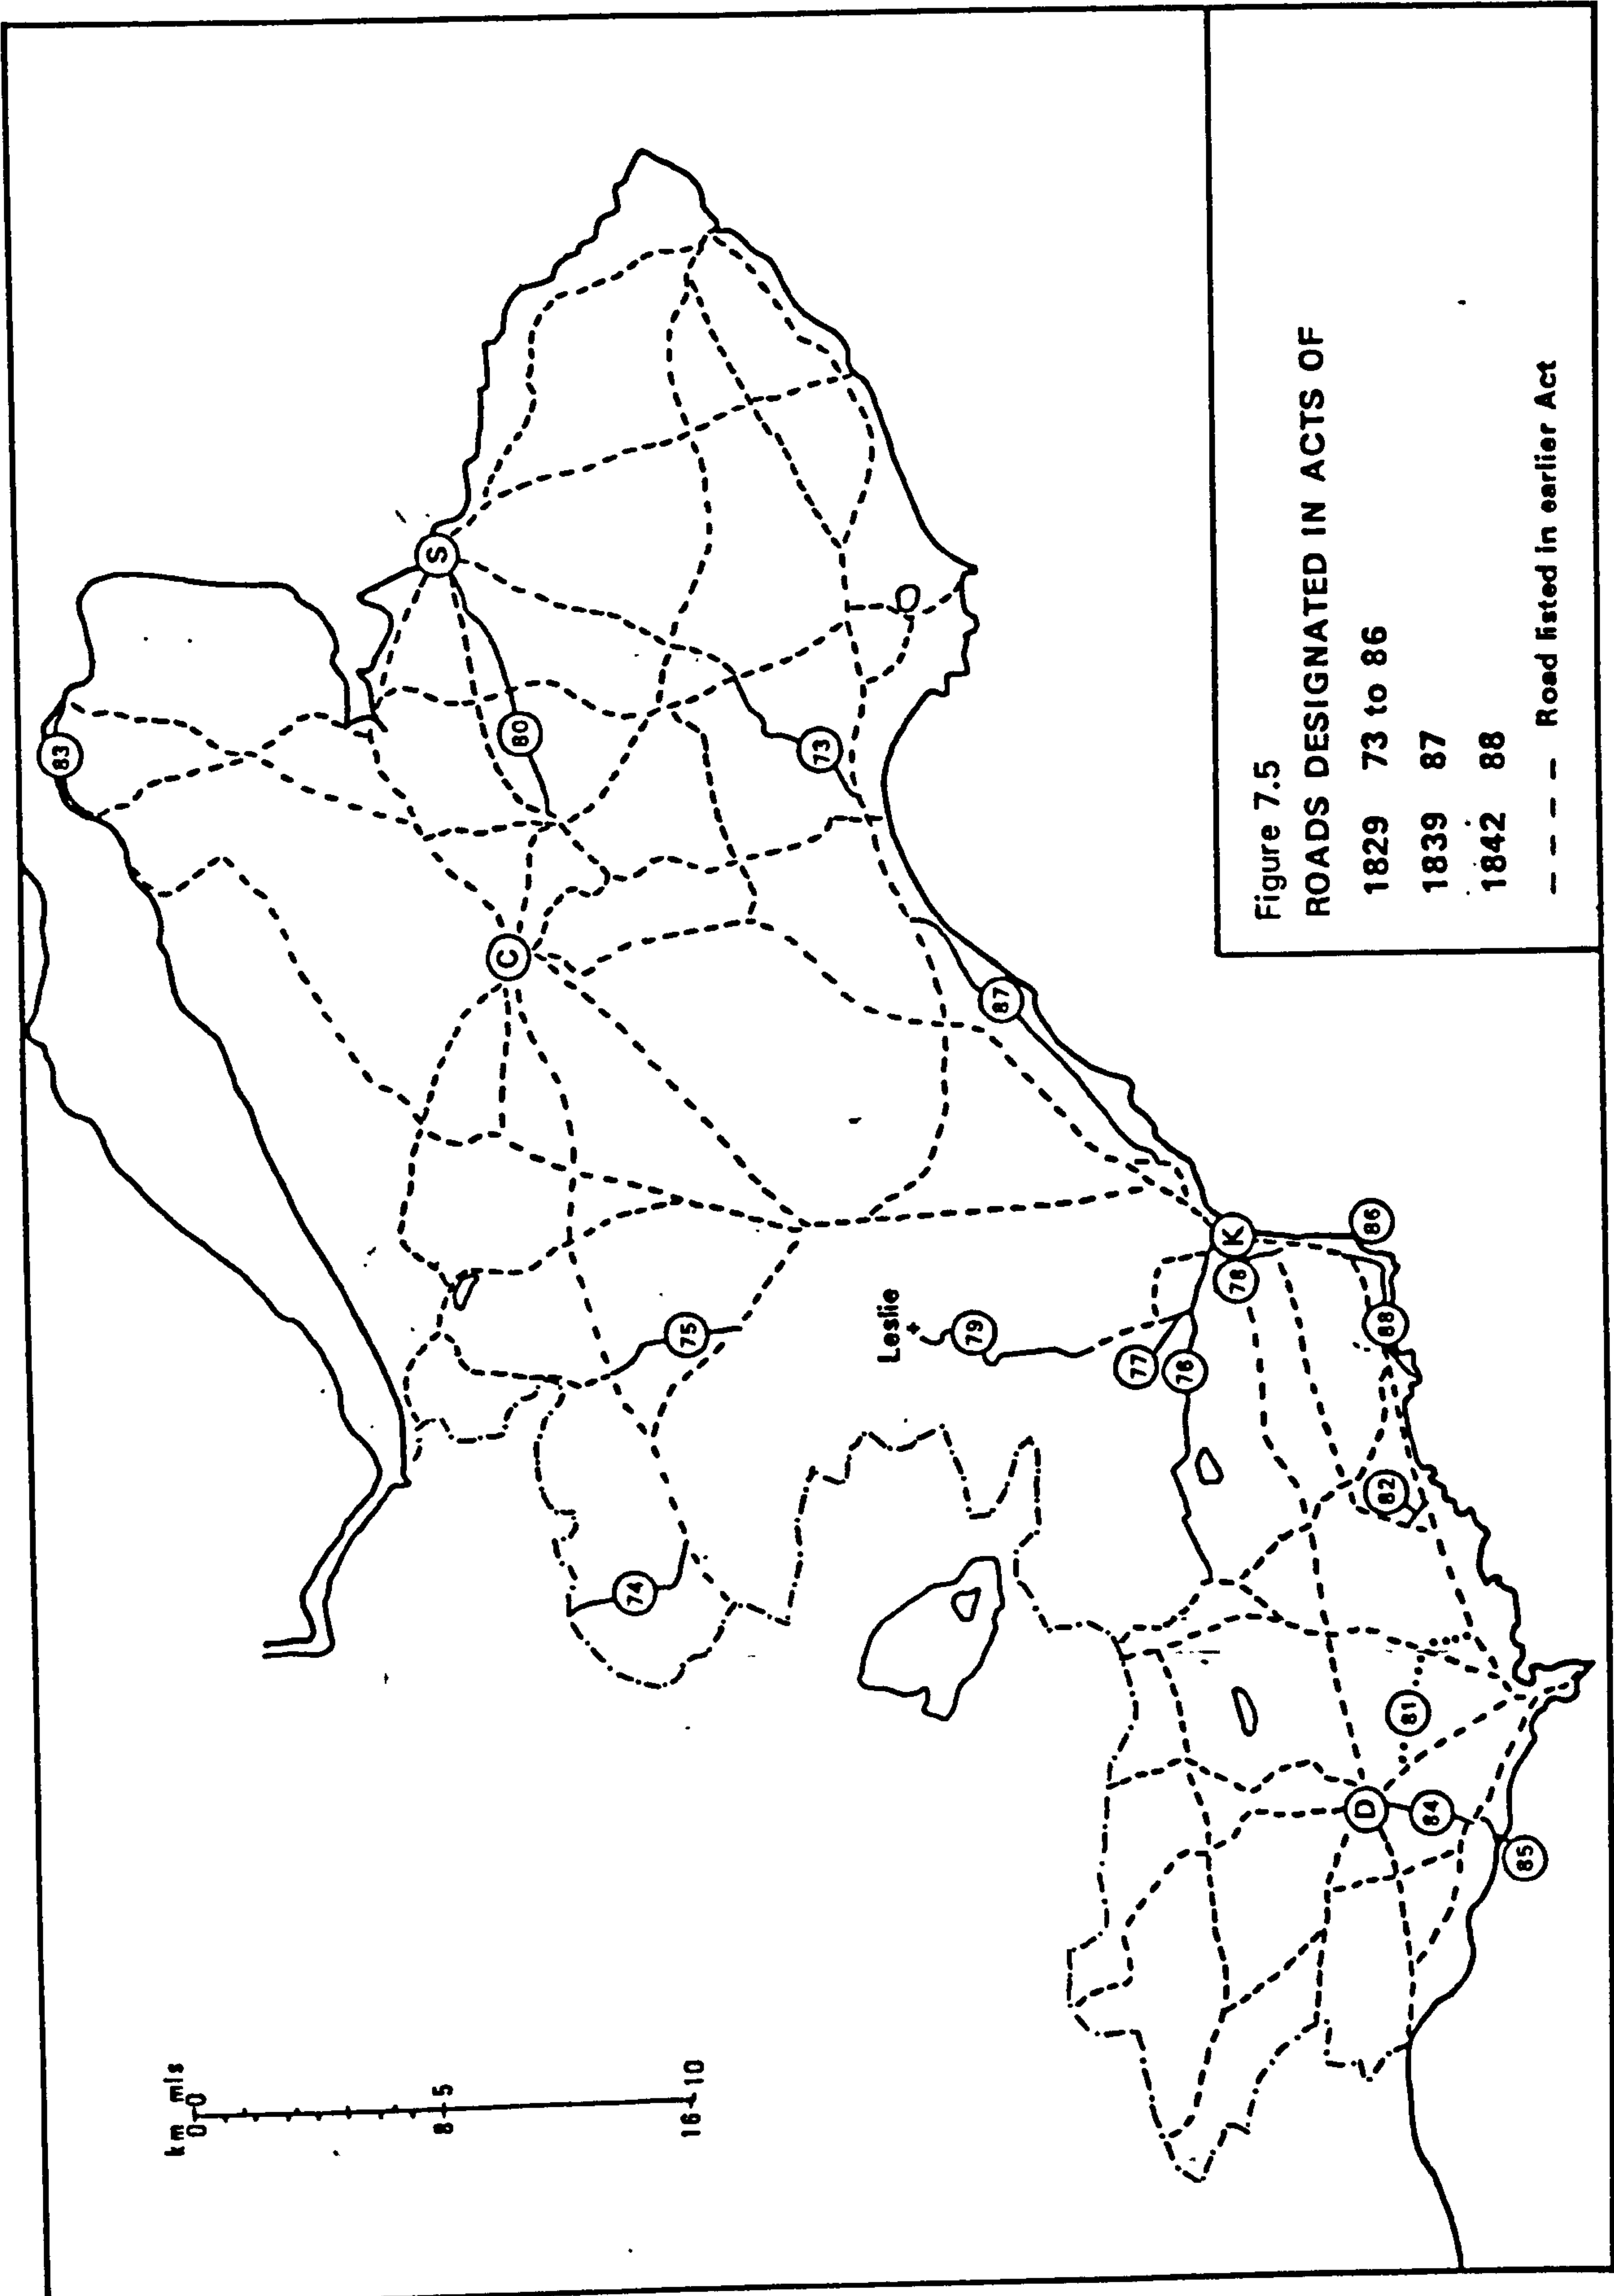 83
S
80
73
C
87
75
Leslie
79
K
86
78
77
76
88
82
74
81
D
84
85
km mls
0 0
8 5
16 10
Figure 7.5
ROADS DESIGNATED IN ACTS OF
1829 73 to 86
1839 87
1842 88
Road listed in earlier Act